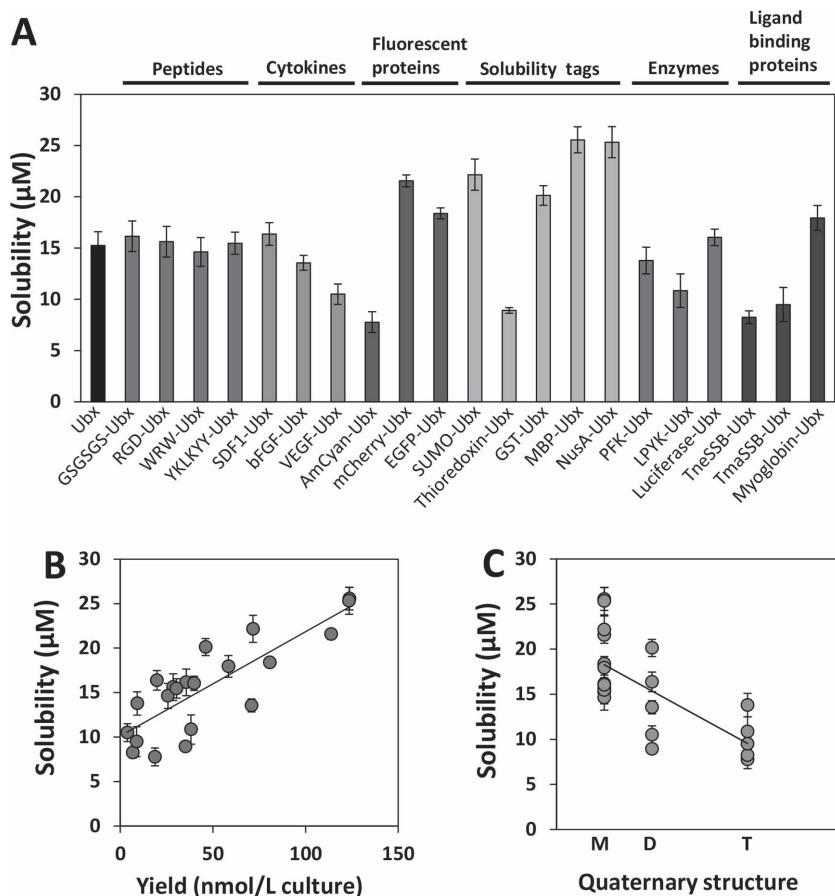 A
Peptides
Cytokines
Fluorescent
proteins
Solubility tags
Enzymes
Ligand
binding
proteins
Solubility (µM)
30
25
20
15
10
5
0
Ubx
GSGSGS-Ubx
RGD-Ubx
WRW-Ubx
YKLKYY-Ubx
SDF1-Ubx
bFGF-Ubx
VEGF-Ubx
AmCyan-Ubx
mCherry-Ubx
EGFP-Ubx
SUMO-Ubx
Thioredoxin-Ubx
GST-Ubx
MBP-Ubx
NusA-Ubx
PFK-Ubx
LPYK-Ubx
Luciferase-Ubx
TneSSB-Ubx
TmaSSB-Ubx
Myoglobin-Ubx
B
Solubility (µM)
30
25
20
15
10
5
0
0 50 100 150
Yield (nmol/L culture)
C
Solubility (µM)
30
25
20
15
10
5
0
M D T
Quaternary structure